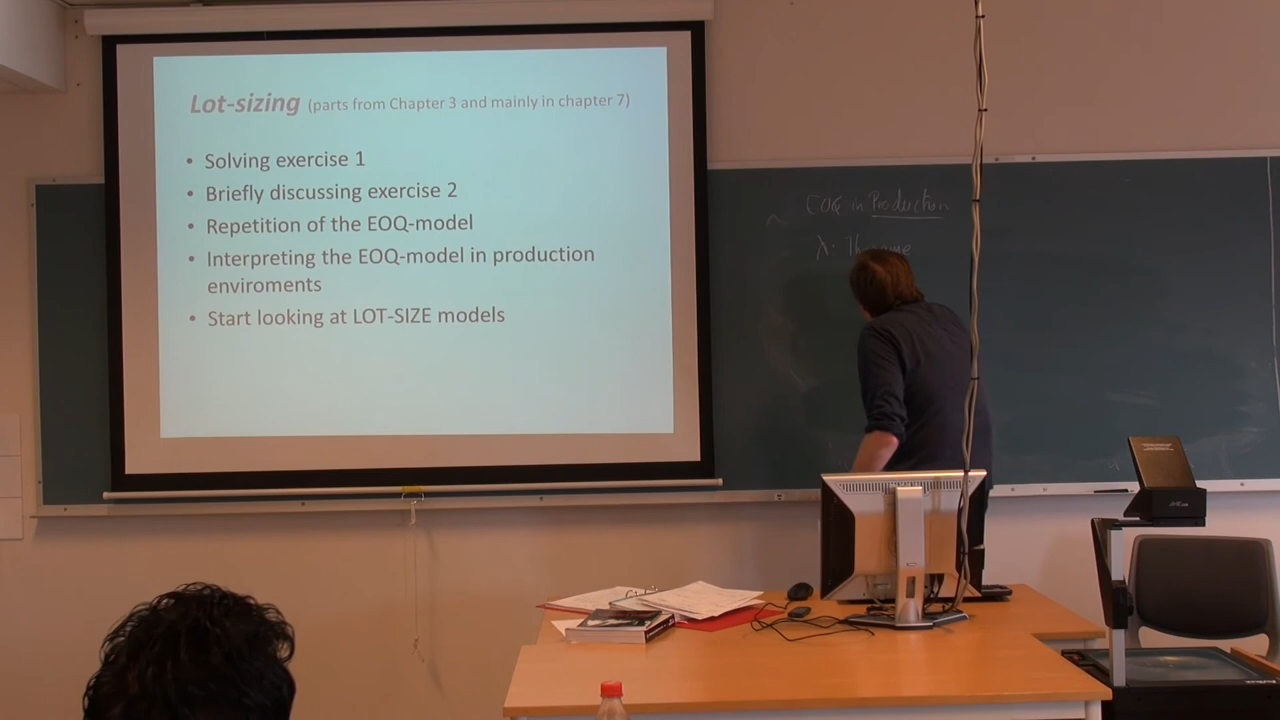 Lot-sizing (parts from Chapter 3 and mainly in chapter 7)
• Solving exercise 1
• Briefly discussing exercise 2
• Repetition of the EOQ-model
• Interpreting the EOQ-model in production
enviroments
• Start looking at LOT-SIZE models
EOQ in Production
λ: